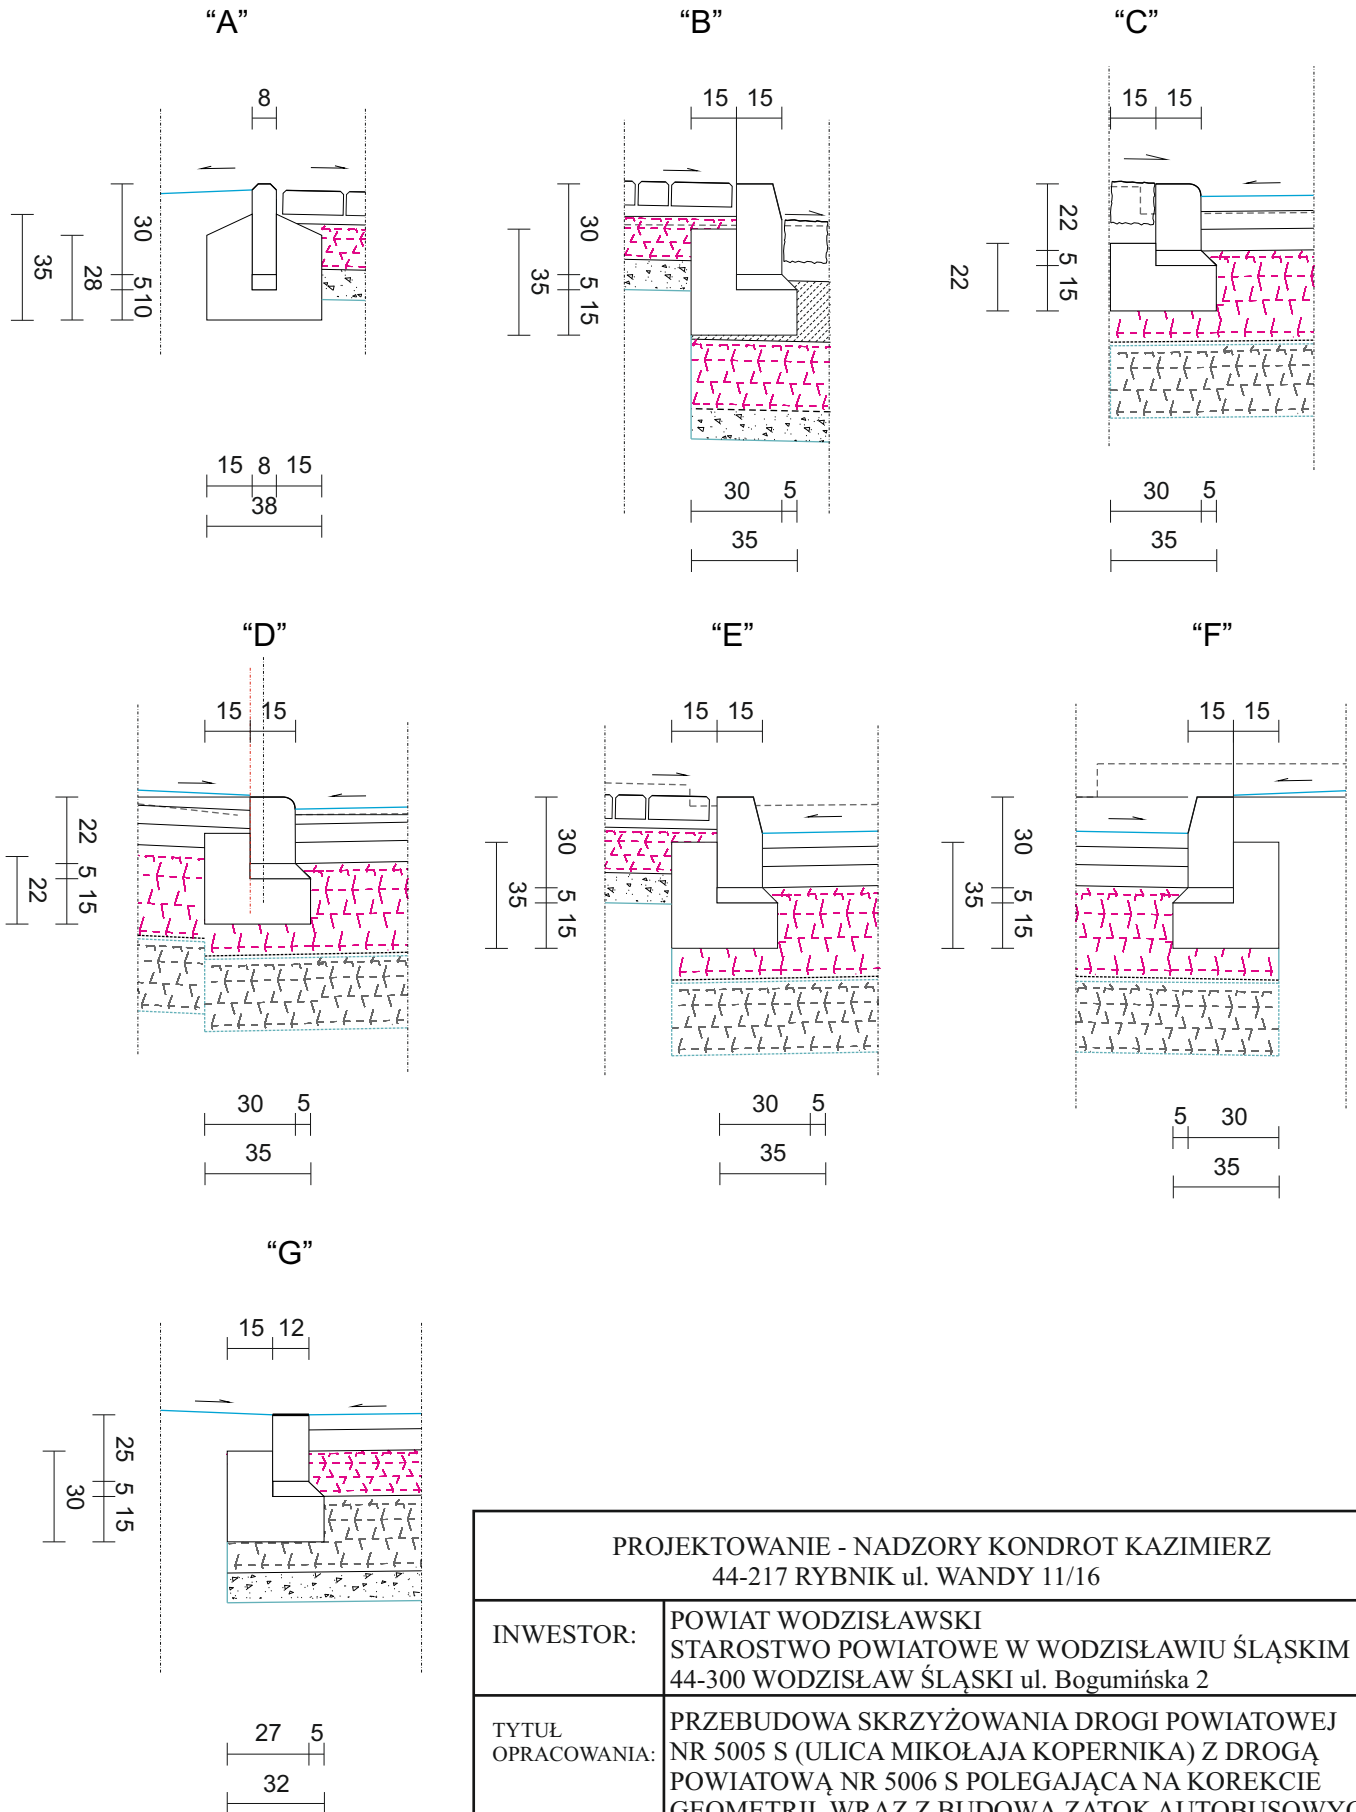 “A”
“B”
“C”
8
30
5
10
28
35
15 8 15
38
15 15
30
5
15
35
30 5
35
15 15
22
5
15
22
30 5
35
“D”
“E”
“F”
15 15
22
5
15
22
30 5
35
15 15
30
5
15
35
30 5
35
15 15
30
5
15
35
5 30
35
“G”
15 12
25
5
15
30
27 5
32
PROJEKTOWANIE - NADZORY KONDROT KAZIMIERZ
44-217 RYBNIK ul. WANDY 11/16
INWESTOR:
POWIAT WODZISŁAWSKI
STAROSTWO POWIATOWE W WODZISŁAWIU ŚLĄSKIM
44-300 WODZISŁAW ŚLĄSKI ul. Bogumińska 2
TYTUŁ
OPRACOWANIA:
PRZEBUDOWA SKRZYŻOWANIA DROGI POWIATOWEJ
NR 5005 S (ULICA MIKOŁAJA KOPERNIKA) Z DROGĄ
POWIATOWĄ NR 5006 S POLEGAJĄCA NA KOREKCIE
WRAZ Z BUDOWĄ ZATOK